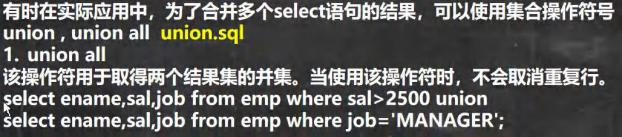 有时在实际应用中，为了合并多个select语句的结果，可以使用集合操作符号
union , union all union.sql
1. union all
该操作符用于取得两个结果集的并集。当使用该操作符时，不会取消重复行。
select ename,sal,job from emp where sal>2500 union
select ename,sal,job from emp where job='MANAGER';